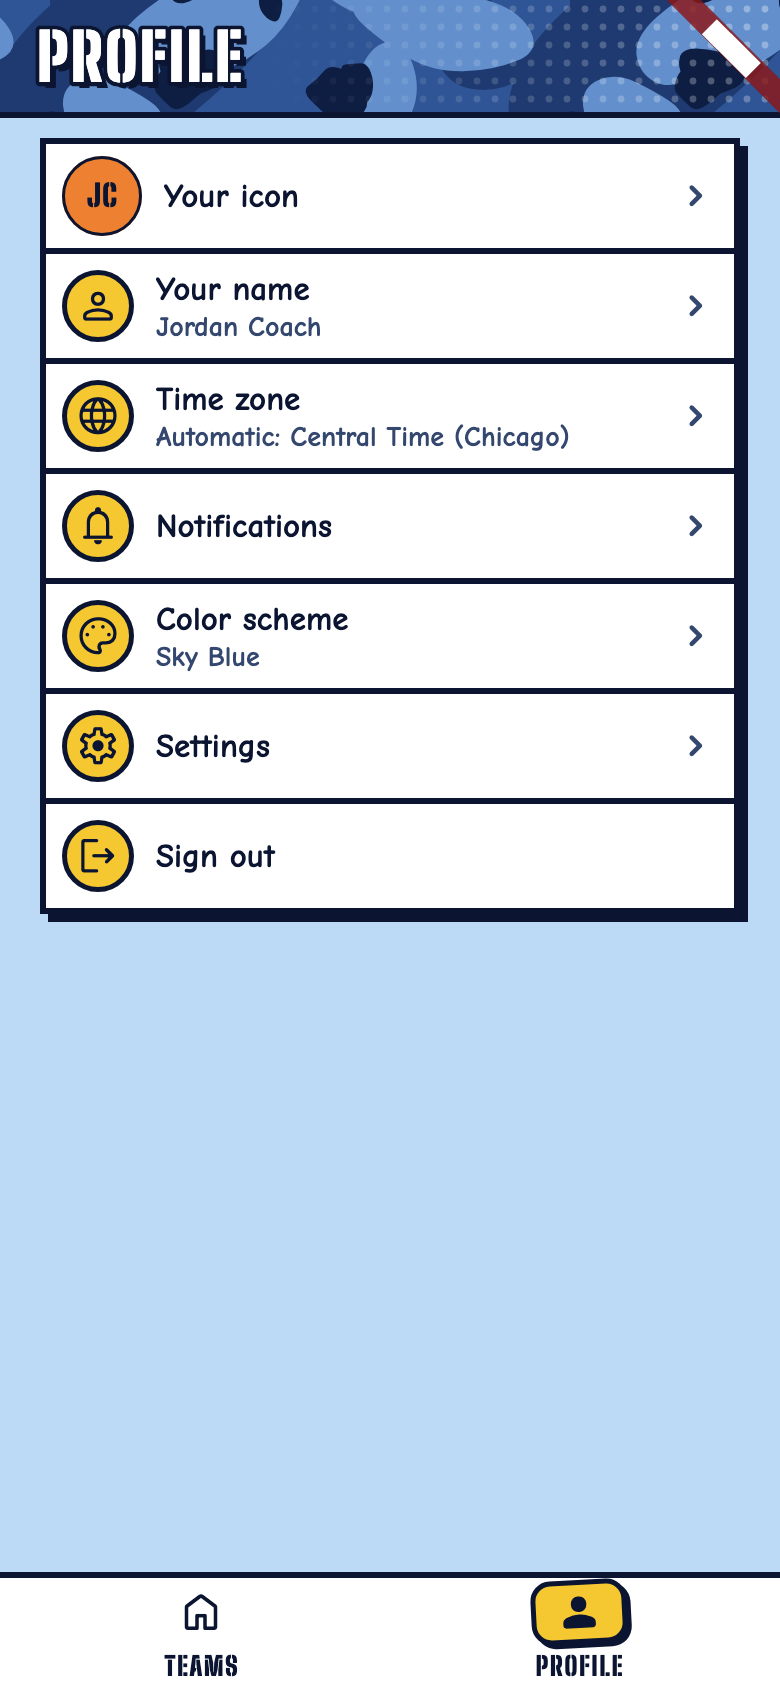 PROFILE
JC
Your icon
Your name
Jordan Coach
Time zone
Automatic: Central Time (Chicago)
Notifications
Color scheme
Sky Blue
Settings
Sign out
TEAMS
PROFILE